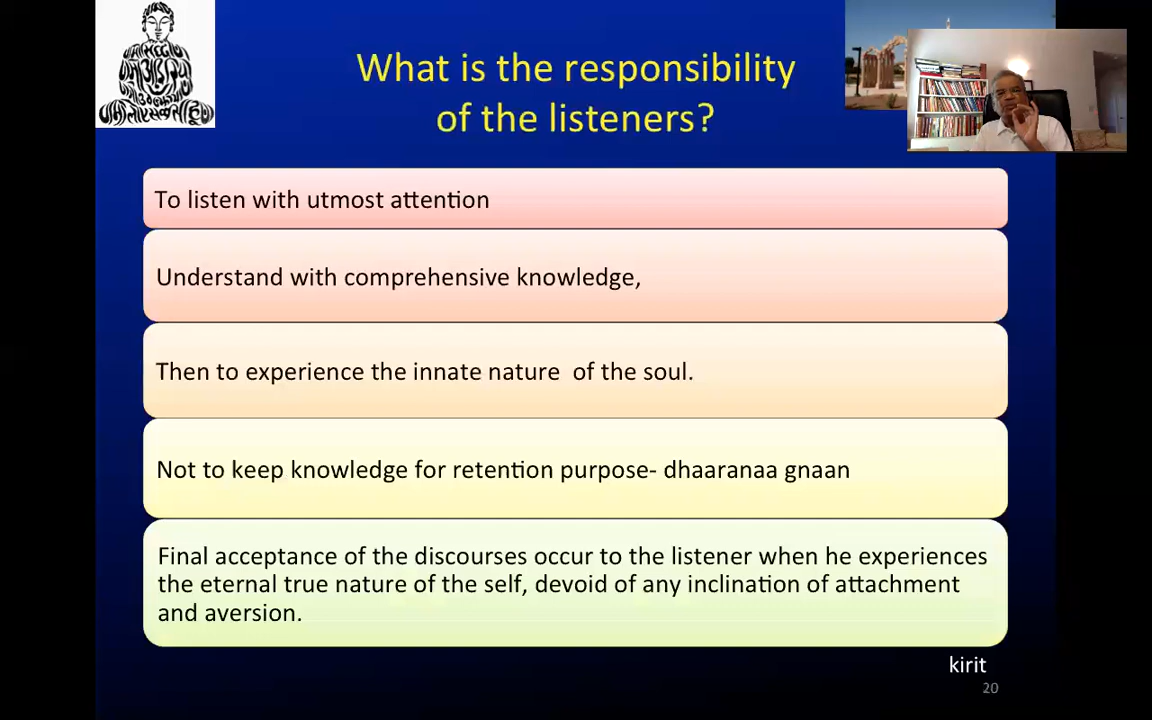 What is the responsibility
of the listeners?
To listen with utmost attention
Understand with comprehensive knowledge,
Then to experience the innate nature  of the soul.
Not to keep knowledge for retention purpose- dhaaranaa gnaan
Final acceptance of the discourses occur to the listener when he experiences
the eternal true nature of the self, devoid of any inclination of attachment
and aversion.
kirit
20